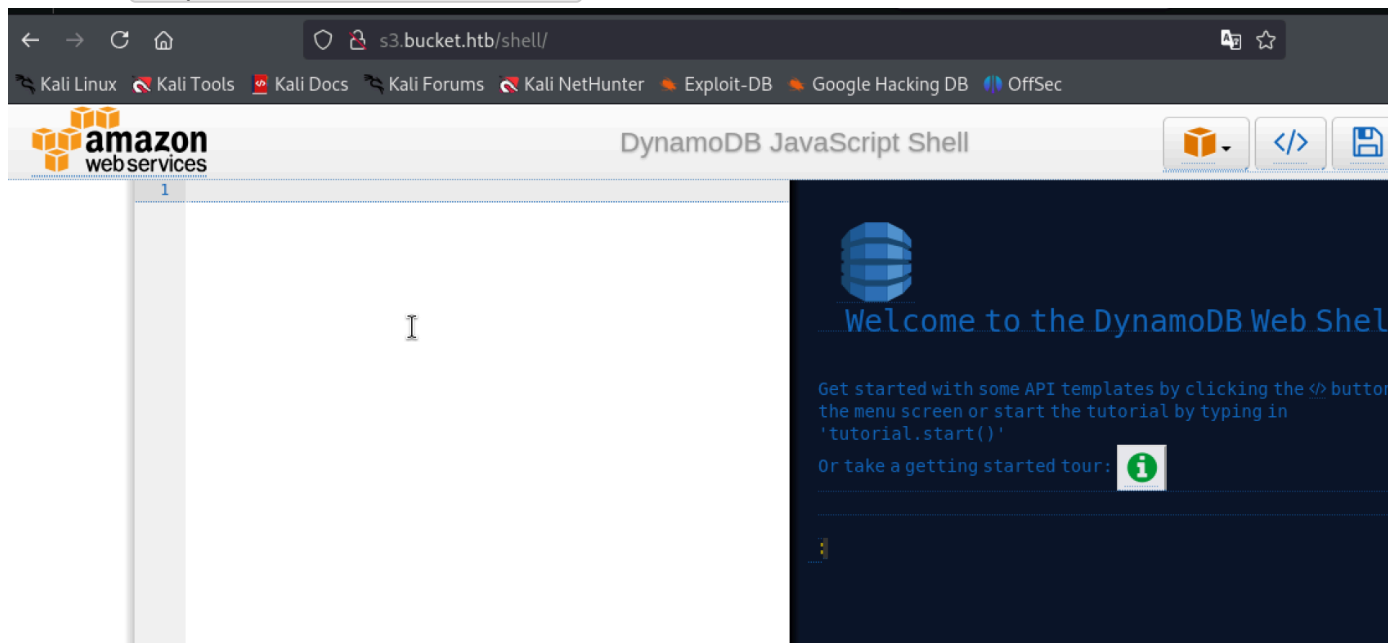 s3.bucket.htb/shell/
Kali Linux Kali Tools Kali Docs Kali Forums Kali NetHunter Exploit-DB Google Hacking DB OffSec
amazon
web services
DynamoDB JavaScript Shell
</>
1
Welcome to the DynamoDB Web Shel
Get started with some API templates by clicking the </> button
the menu screen or start the tutorial by typing in
'tutorial.start()'
Or take a getting started tour:
: